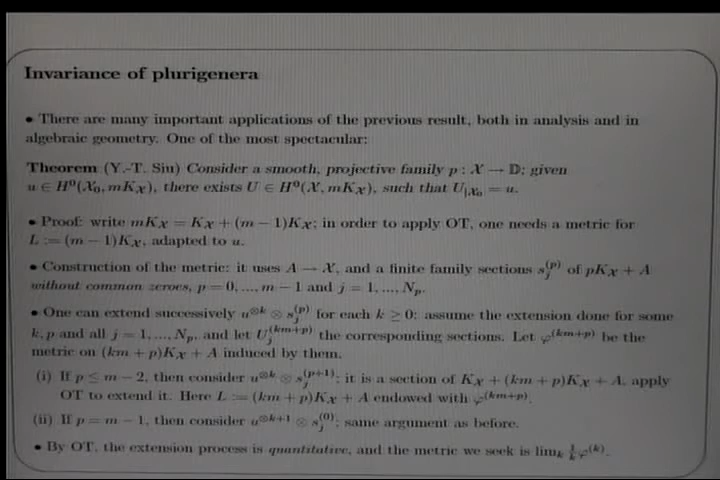 Invariance of plurigenera
• There are many important applications of the previous result, both in analysis and in
algebraic geometry. One of the most spectacular:
Theorem (Y.-T. Siu) Consider a smooth, projective family p : 𝒳 → 𝔻; given
u ∈ H⁰(𝒳₀, mK_𝒳), there exists U ∈ H⁰(𝒳, mK_𝒳), such that U_{|𝒳₀} = u.
• Proof: write mK_𝒳 = K_𝒳 + (m − 1)K_𝒳; in order to apply OT, one needs a metric for
L := (m − 1)K_𝒳, adapted to u.
• Construction of the metric: it uses A → 𝒳, and a finite family sections s_j^{(p)} of pK_𝒳 + A
without common zeroes, p = 0, ..., m − 1 and j = 1, ..., N_p.
• One can extend successively u^{⊗k} ⊗ s_j^{(p)} for each k ≥ 0: assume the extension done for some
k, p and all j = 1, ..., N_p, and let U_j^{(km+p)} the corresponding sections. Let φ^{(km+p)} be the
metric on (km + p)K_𝒳 + A induced by them.
(i) If p ≤ m − 2, then consider u^{⊗k} ⊗ s_j^{(p+1)}; it is a section of K_𝒳 + (km + p)K_𝒳 + A, apply
OT to extend it. Here L := (km + p)K_𝒳 + A endowed with φ^{(km+p)}.
(ii) If p = m − 1, then consider u^{⊗k+1} ⊗ s_j^{(0)}; same argument as before.
• By OT, the extension process is quantitative, and the metric we seek is lim_k 1/k φ^{(k)}.